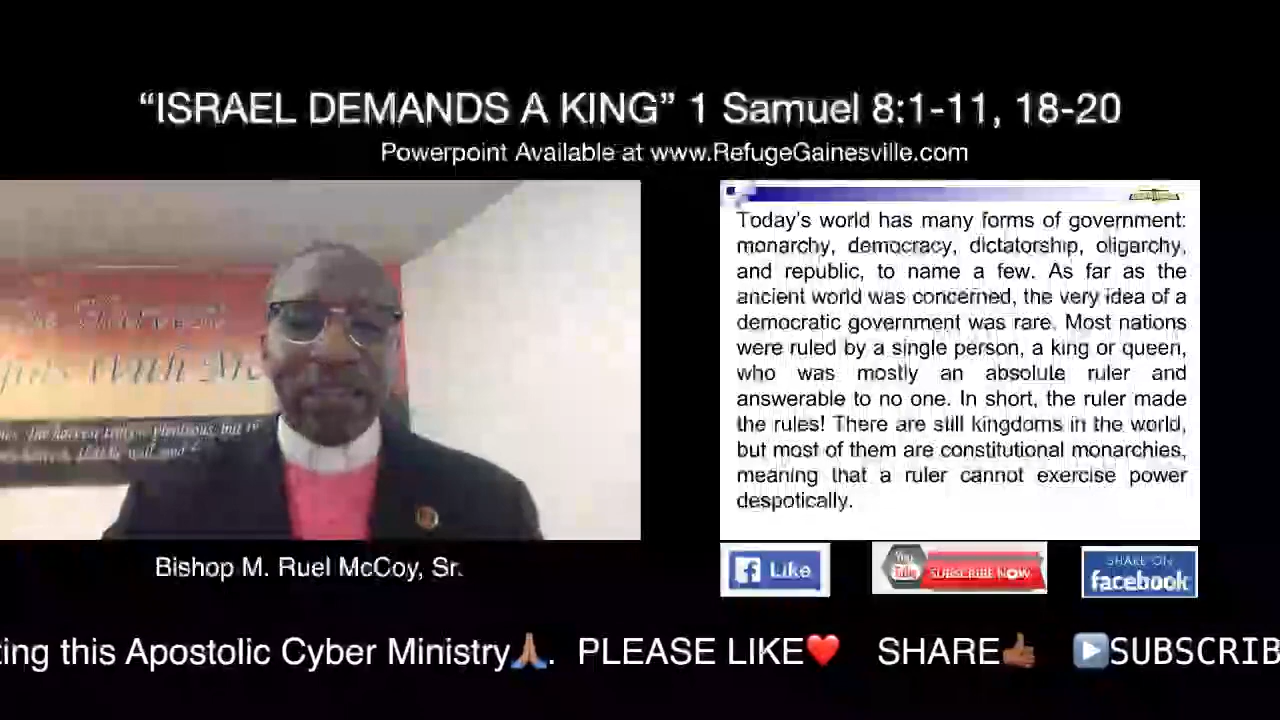 “ISRAEL DEMANDS A KING” 1 Samuel 8:1-11, 18-20
Powerpoint Available at www.RefugeGainesville.com
Today's world has many forms of government:
monarchy, democracy, dictatorship, oligarchy,
and republic, to name a few. As far as the
ancient world was concerned, the very idea of a
democratic government was rare. Most nations
were ruled by a single person, a king or queen,
who was mostly an absolute ruler and
answerable to no one. In short, the ruler made
the rules! There are still kingdoms in the world,
but most of them are constitutional monarchies,
meaning that a ruler cannot exercise power
despotically.
With
Bishop M. Ruel McCoy, Sr.
Like
You Tube SUBSCRIBE NOW
SHARE ON
facebook
ting this Apostolic Cyber Ministry🙏🏽. PLEASE LIKE❤️ SHARE👍🏾 ▶️SUBSCRIB